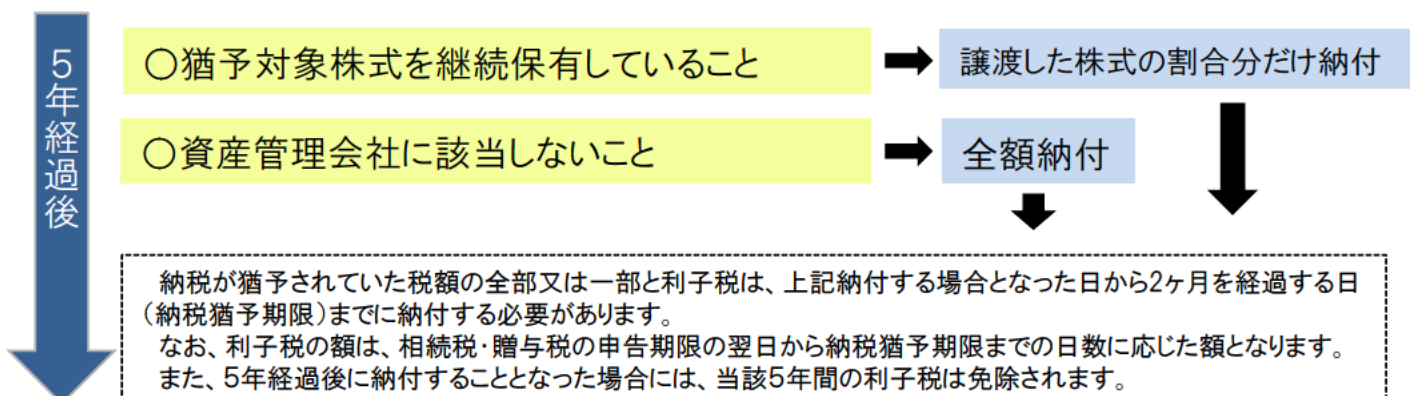 5年経過後
○猶予対象株式を継続保有していること
譲渡した株式の割合分だけ納付
○資産管理会社に該当しないこと
全額納付
納税が猶予されていた税額の全部又は一部と利子税は、上記納付する場合となった日から2ヶ月を経過する日
(納税猶予期限)までに納付する必要があります。
なお、利子税の額は、相続税・贈与税の申告期限の翌日から納税猶予期限までの日数に応じた額となります。
また、5年経過後に納付することとなった場合には、当該5年間の利子税は免除されます。